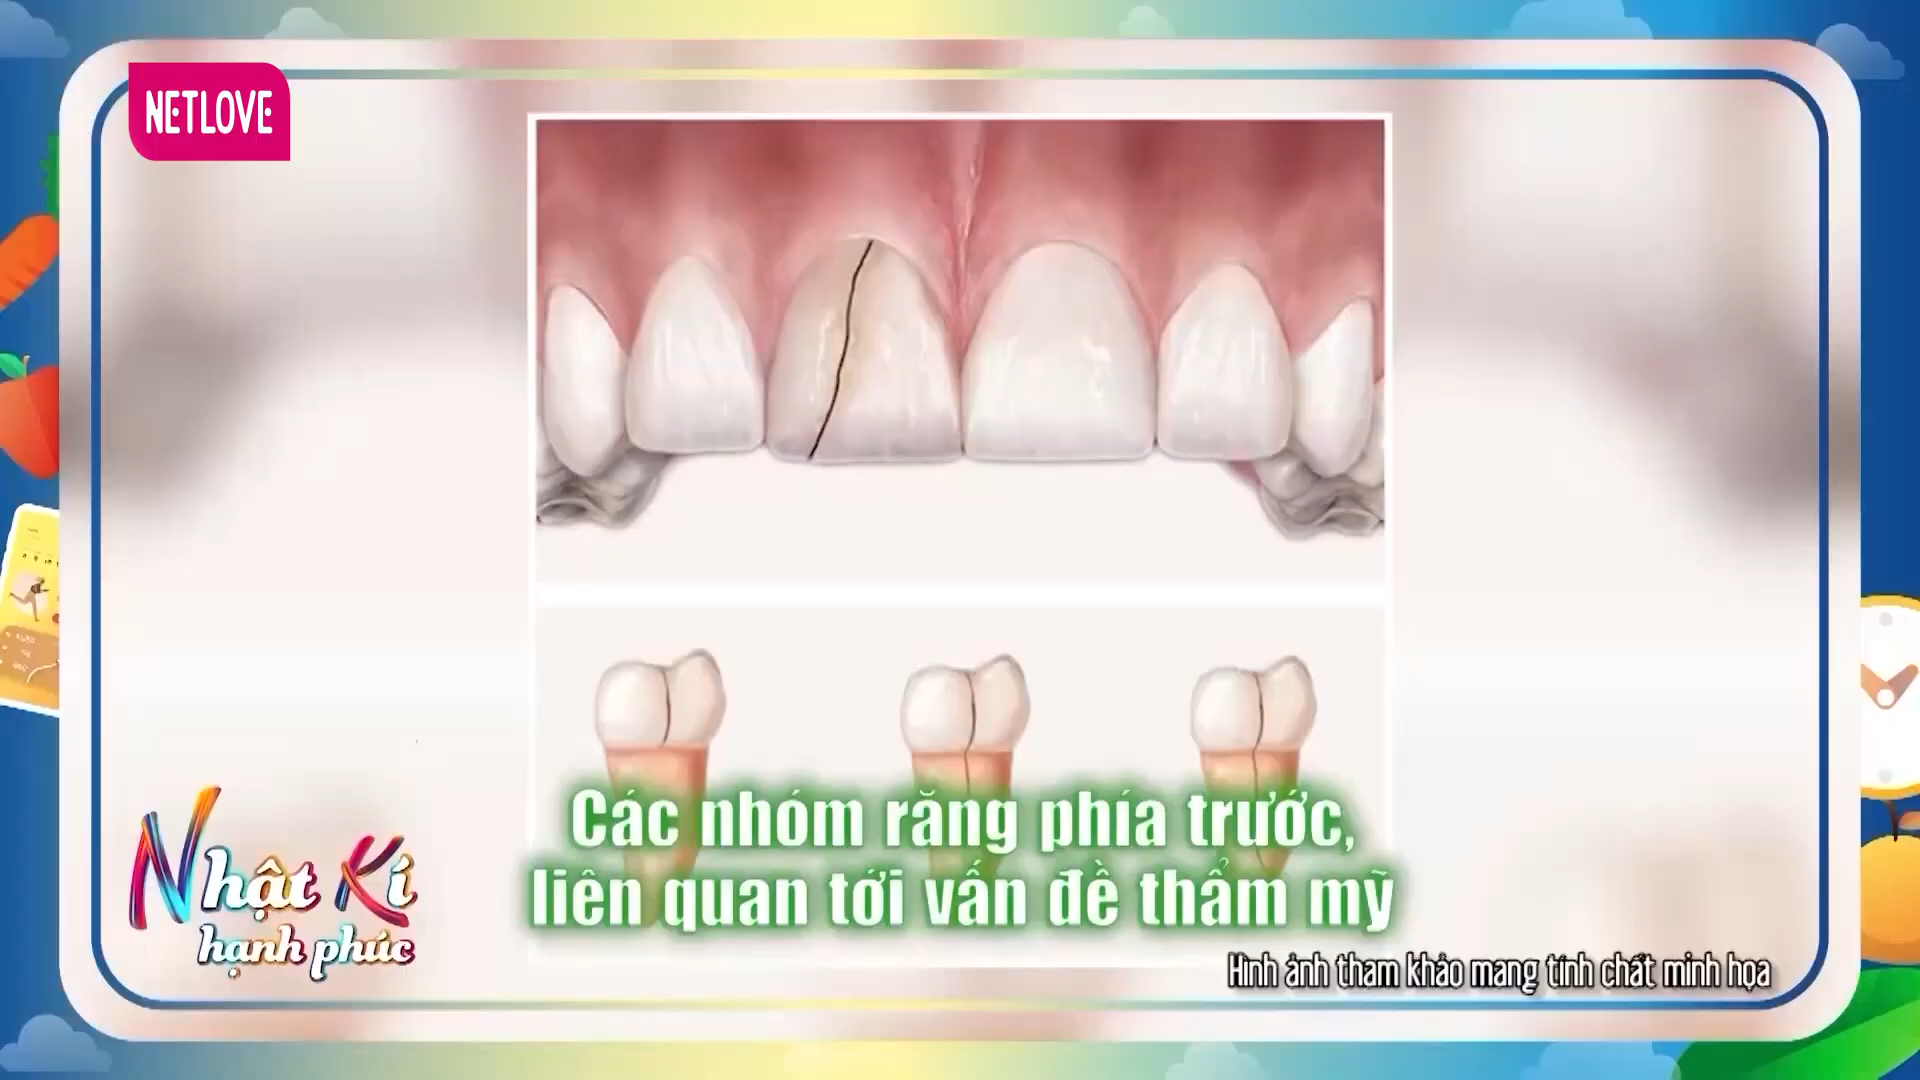 NETLOVE
Các nhóm răng phía trước,
liên quan tới vấn đề thẩm mỹ
Nhật Kí
hạnh phúc
Hình ảnh tham khảo mang tính chất minh họa